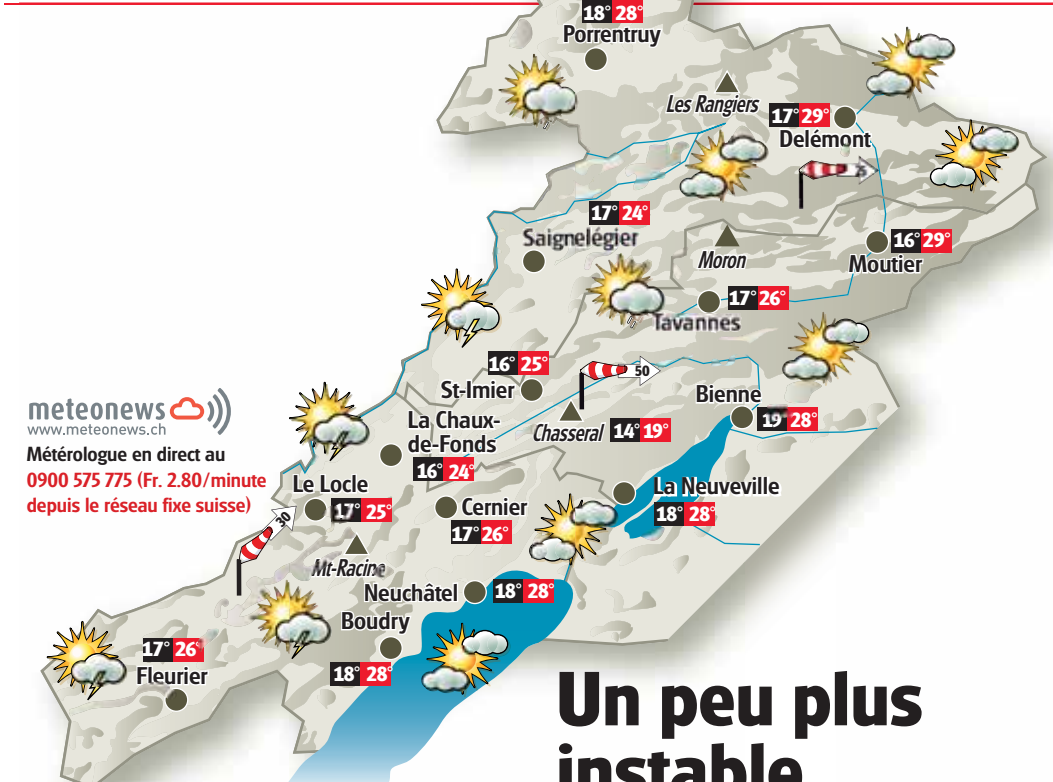 18° 28°
Porrentruy
Les Rangiers
17° 29°
Delémont
25
17° 24°
Saignelégier
Moron
16° 29°
Moutier
17° 26°
Tavannes
16° 25°
St-Imier
50
Bienne
19° 28°
Chasseral 14° 19°
meteonews
www.meteonews.ch
Météorologue en direct au
0900 575 775 (Fr. 2.80/minute
depuis le réseau fixe suisse)
La Chaux-
de-Fonds
16° 24°
Le Locle
17° 25°
30
Cernier
17° 26°
La Neuveville
18° 28°
Mt-Racine
Neuchâtel 18° 28°
Boudry
18° 28°
17° 26°
Fleurier
Un peu plus
instable